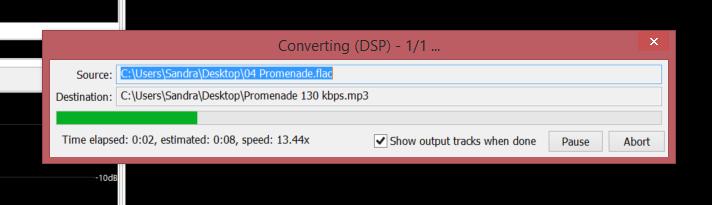 Converting (DSP) - 1/1 ...
Source: C:\Users\Sandra\Desktop\04 Promenade.flac
Destination: C:\Users\Sandra\Desktop\Promenade 130 kbps.mp3
Time elapsed: 0:02, estimated: 0:08, speed: 13.44x Show output tracks when done Pause Abort
-10dB